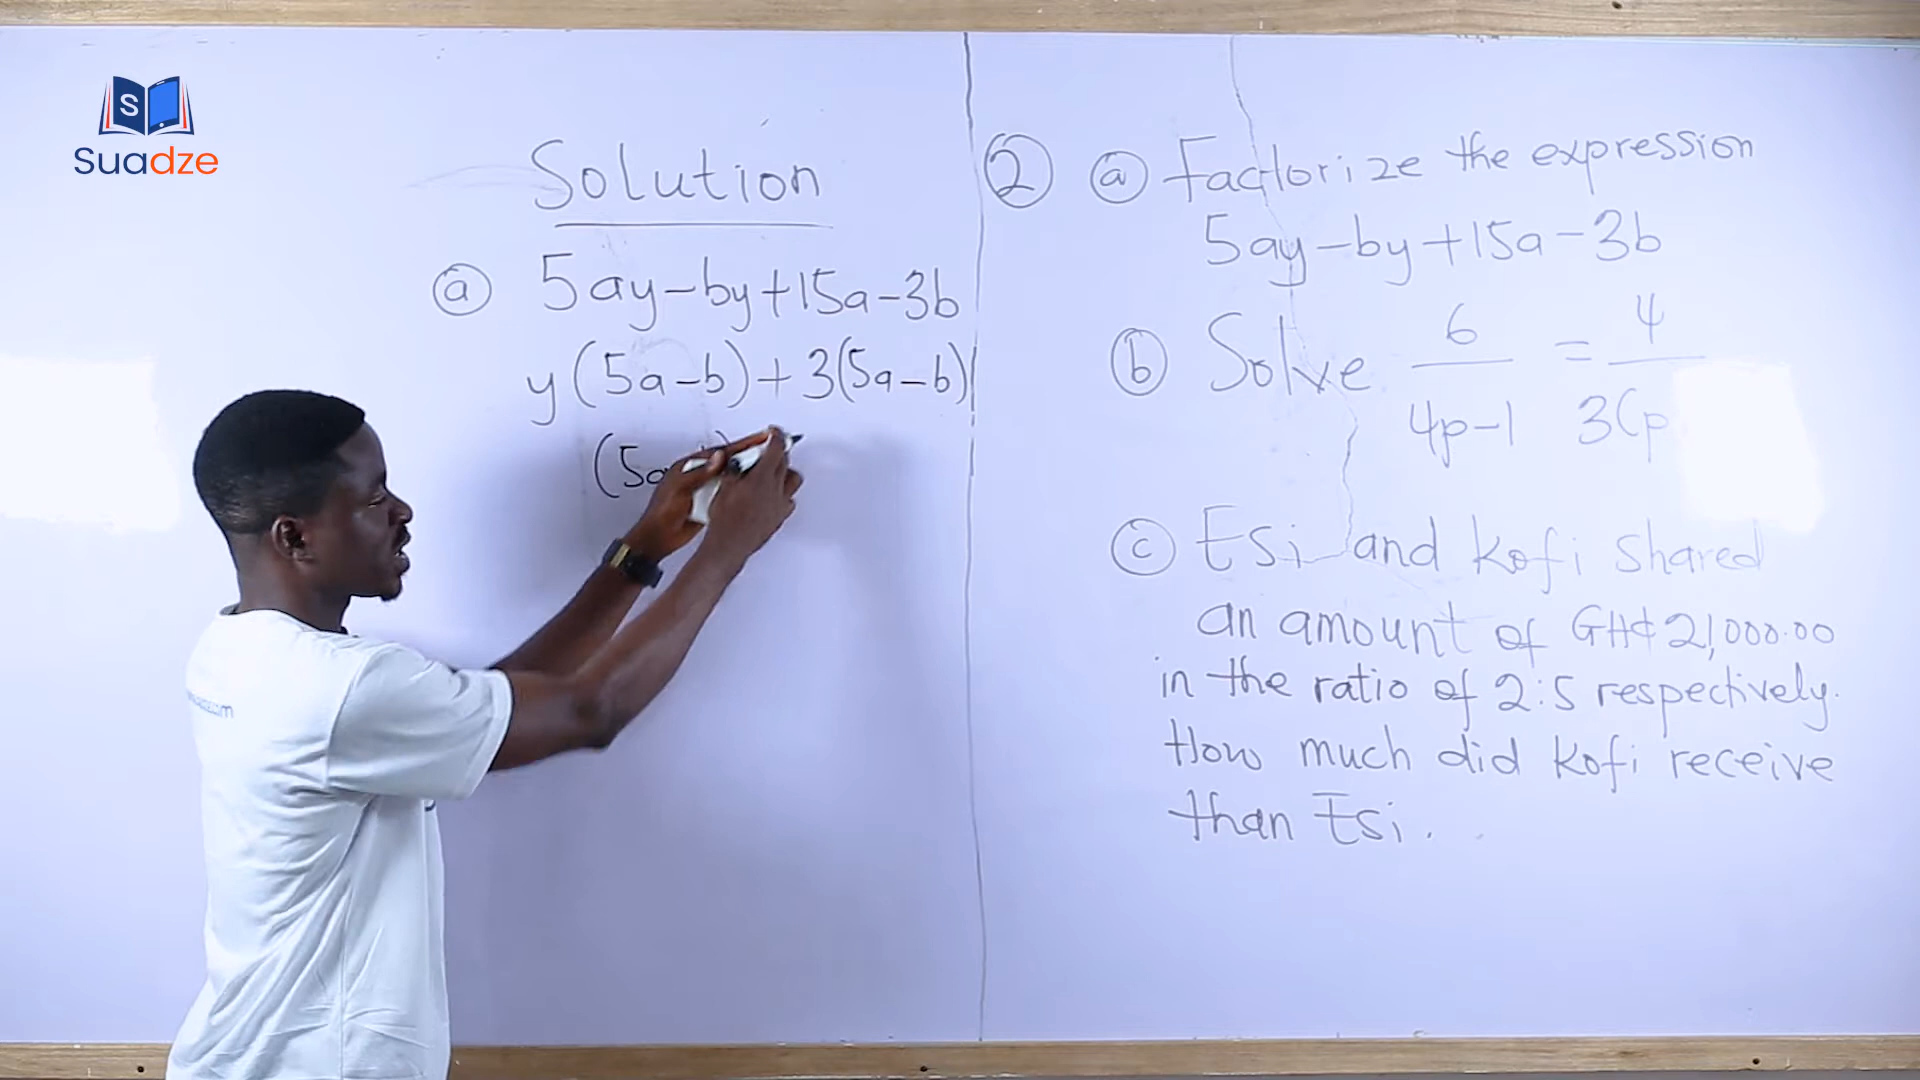 S
Suadze
Solution
a 5ay-by+15a-3b
y(5a-b)+3(5a-b)
(5a
2 a Factorize the expression
5ay-by+15a-3b
b Solve 6/4p-1 = 4/3(p
c Esi and Kofi shared
an amount of GH¢21,000.00
in the ratio of 2:5 respectively.
How much did Kofi receive
than Esi.